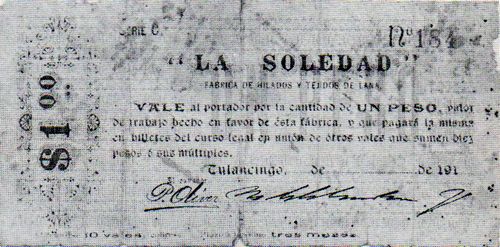 SERIE C. Nº 184
"LA SOLEDAD"
FABRICA DE HILADOS Y TEJIDOS DE LANA.
$1.00
VALE al portador por la cantidad de UN PESO, valor
de trabajo hecho en favor de ésta fábrica, y que pagará la misma
en billetes del curso legal en unión de otros vales que sumen diez
pesos ó sus múltiples.
Tulancingo, de de 191
P. Oliver
10 vales, tres meses